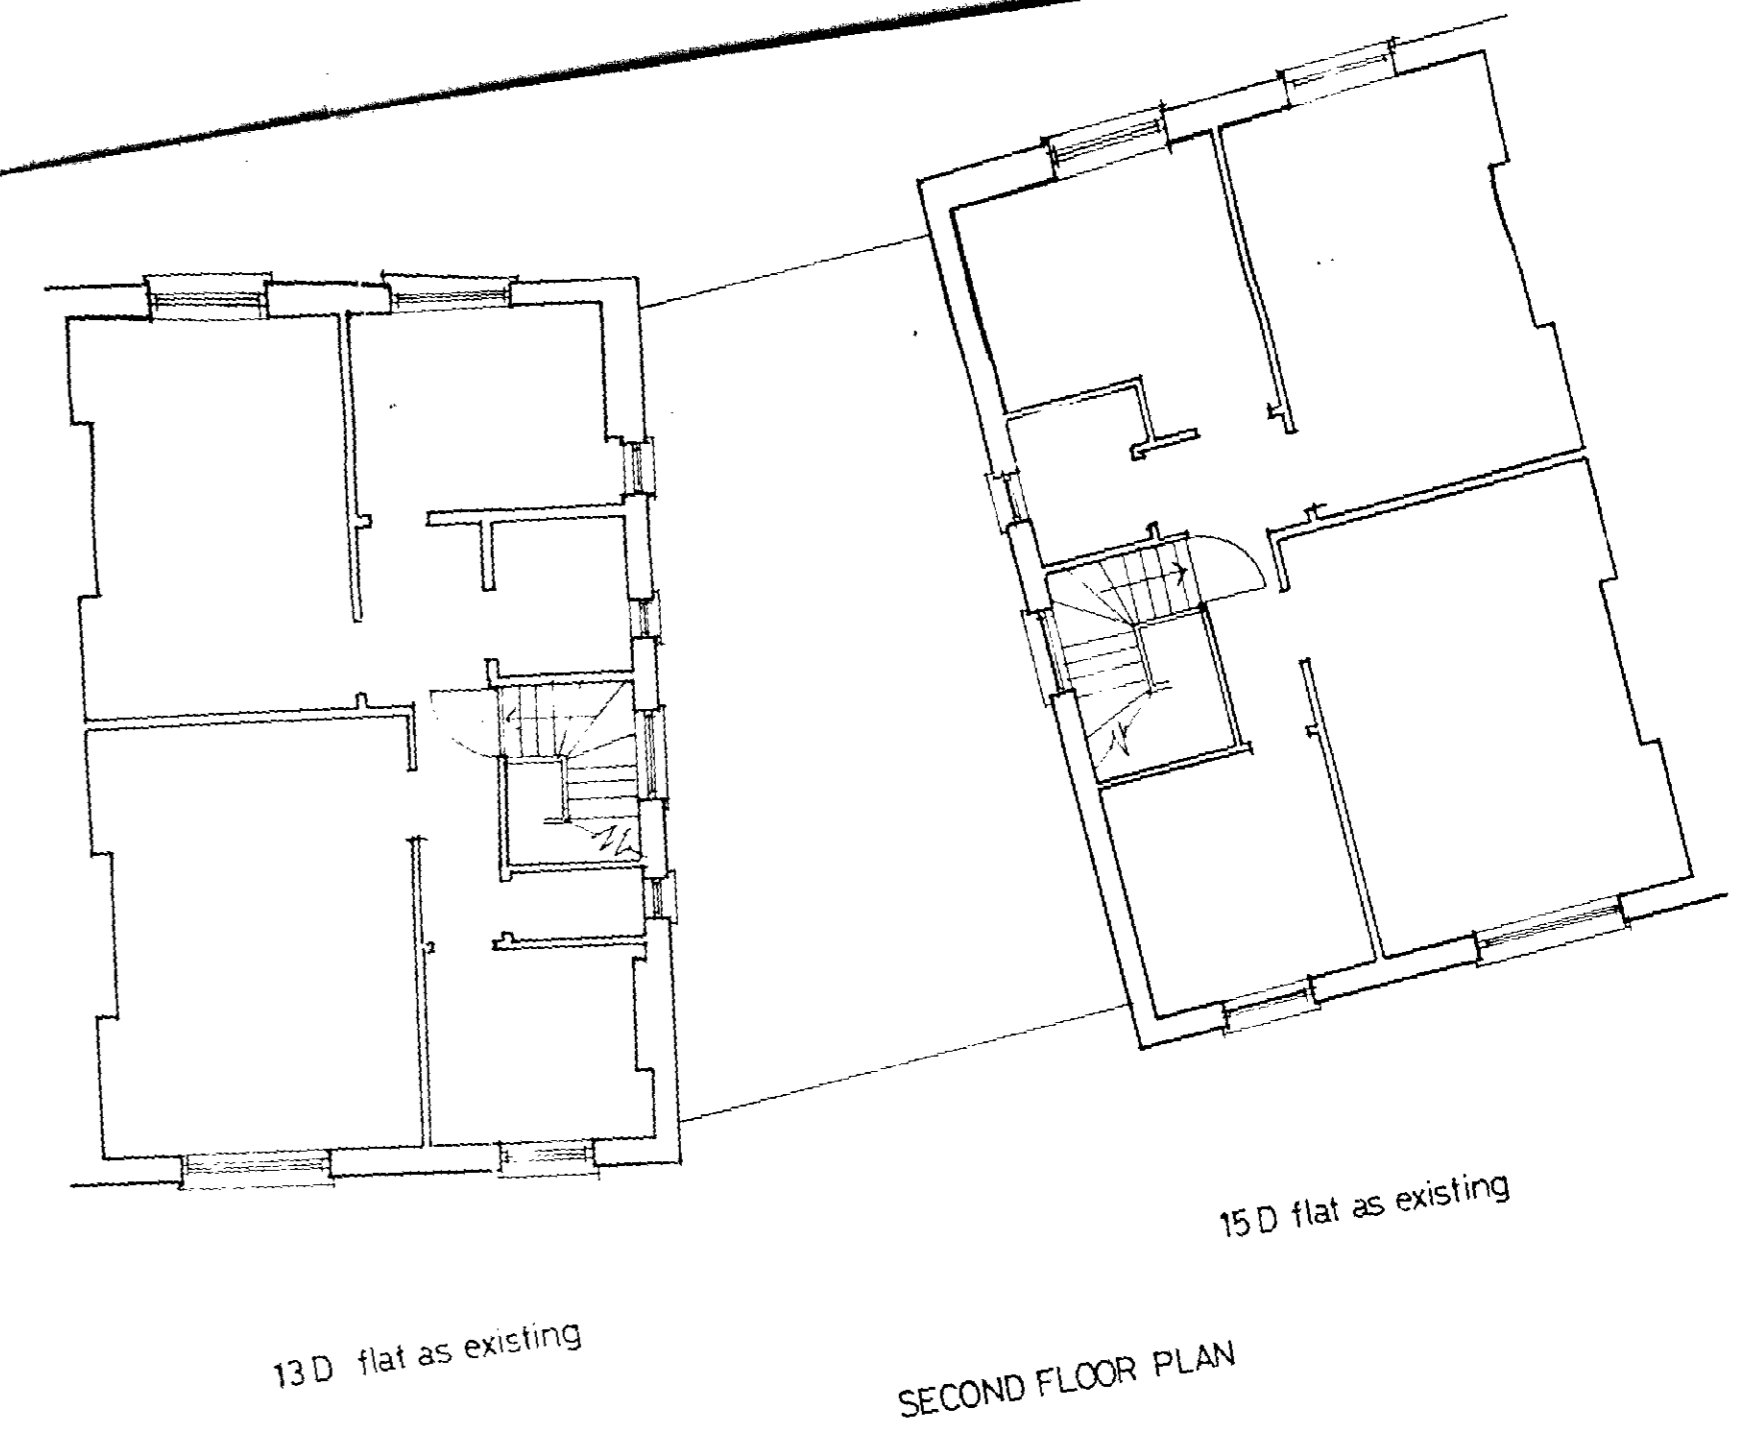 15 D flat as existing
13 D flat as existing
SECOND FLOOR PLAN